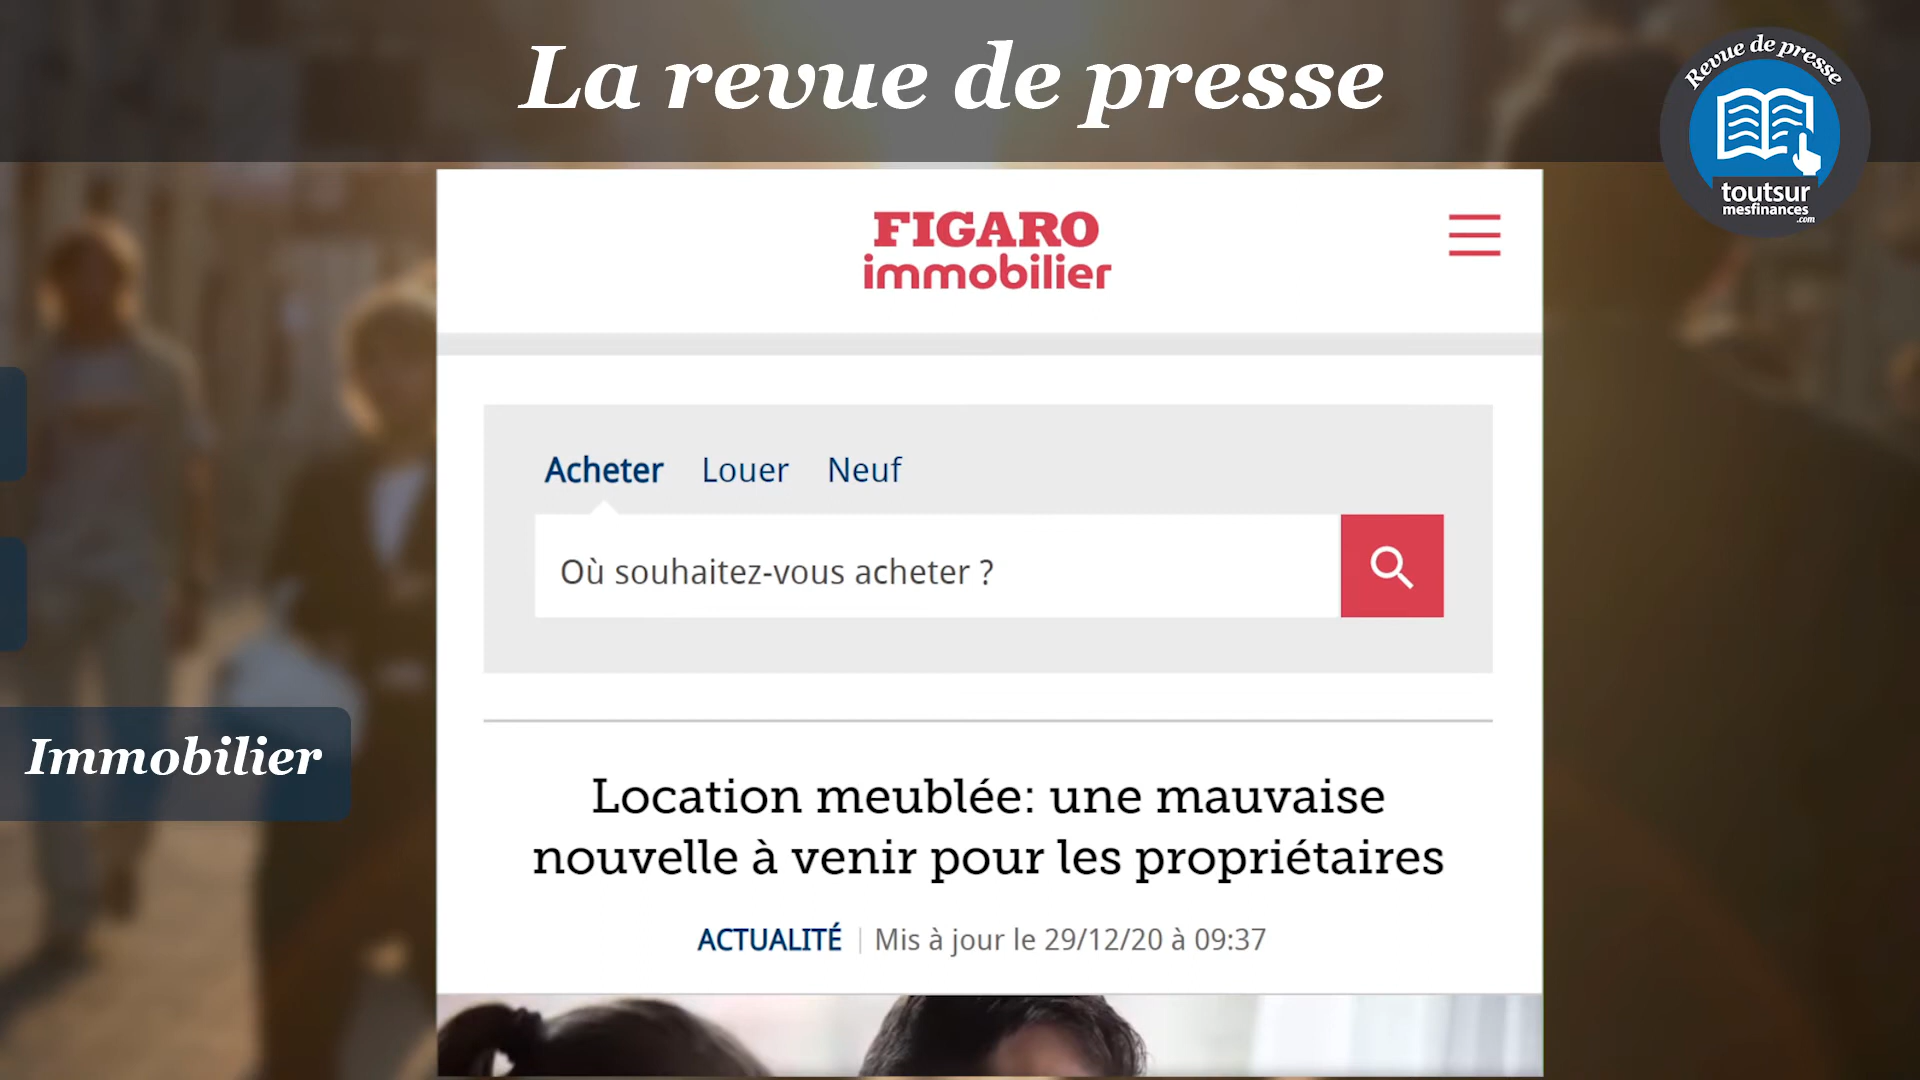 La revue de presse
Revue de presse
toutsur
mesfinances
.com
FIGARO
immobilier
Acheter Louer Neuf
Où souhaitez-vous acheter ?
Immobilier
Location meublée: une mauvaise
nouvelle à venir pour les propriétaires
ACTUALITÉ | Mis à jour le 29/12/20 à 09:37